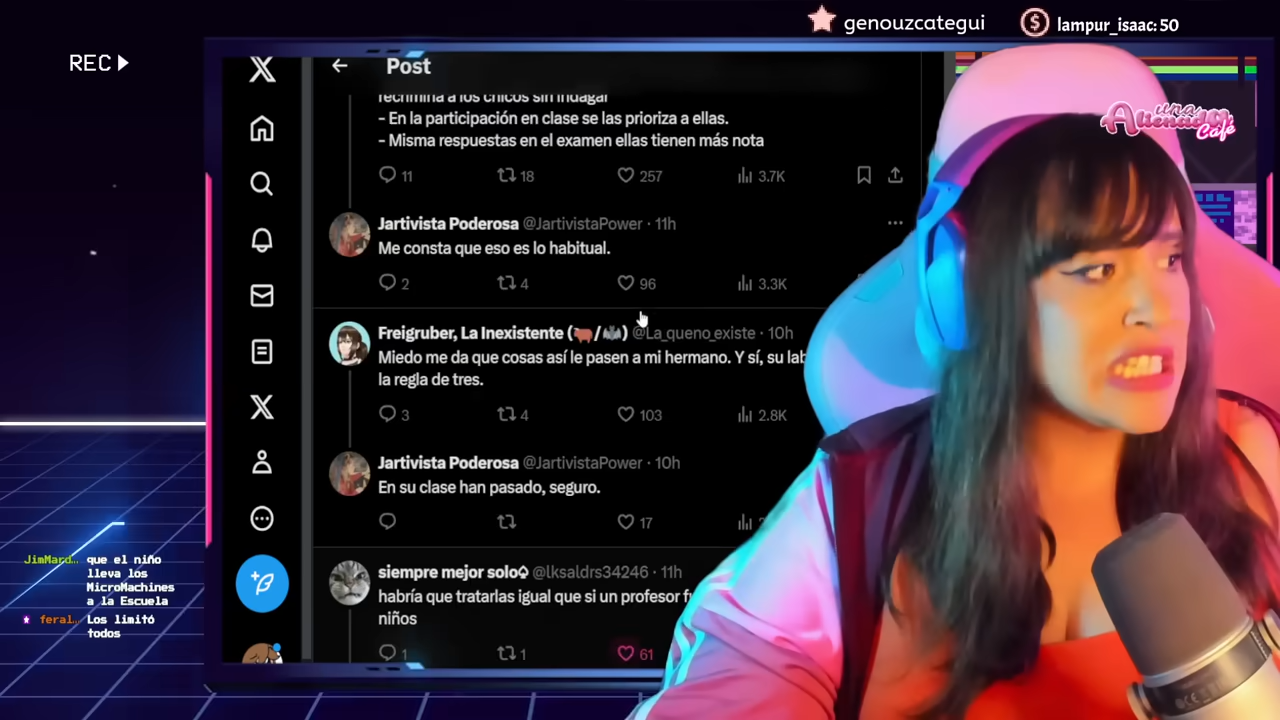 genouzcategui
lampur_isaac: 50
REC
Post
recrimina a los chicos sin indagar
- En la participación en clase se las prioriza a ellas.
- Misma respuestas en el examen ellas tienen más nota
11 18 257 3.7K
Jartivista Poderosa @JartivistaPower · 11h
Me consta que eso es lo habitual.
2 4 96 3.3K
Freigruber, La Inexistente (🐂/🦇) @La_queno_existe · 10h
Miedo me da que cosas así le pasen a mi hermano. Y sí, su
la regla de tres.
3 4 103 2.8K
Jartivista Poderosa @JartivistaPower · 10h
En su clase han pasado, seguro.
17
siempre mejor solo♤ @lksaldrs34246 · 11h
habría que tratarlas igual que si un profesor
niños
1 1 61
JimMard... que el niño
lleva los
MicroMachines
a la Escuela
feral... Los limitó
todos
una
Alienada
Café